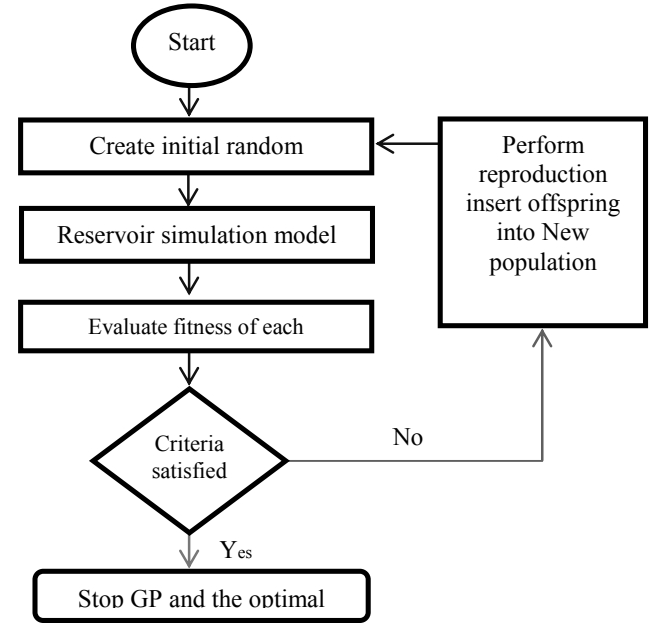 Start
Create initial random
Reservoir simulation model
Evaluate fitness of each
Criteria
satisfied
No
Yes
Stop GP and the optimal
Perform
reproduction
insert offspring
into New
population